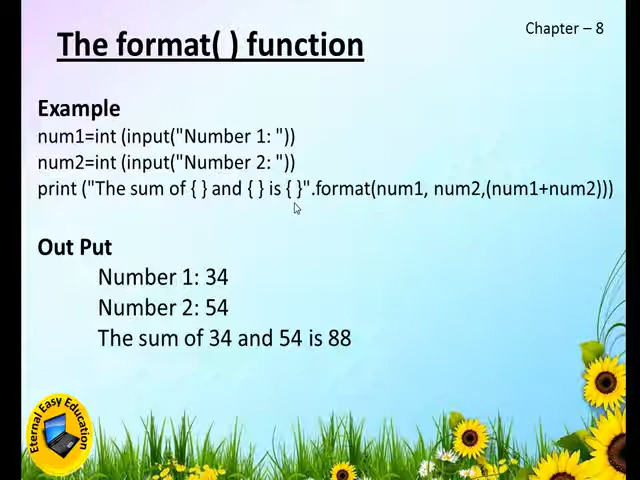 Chapter – 8
The format( ) function
Example
num1=int (input("Number 1: "))
num2=int (input("Number 2: "))
print ("The sum of { } and { } is { }".format(num1, num2,(num1+num2)))
Out Put
Number 1: 34
Number 2: 54
The sum of 34 and 54 is 88
Eternal Easy Education